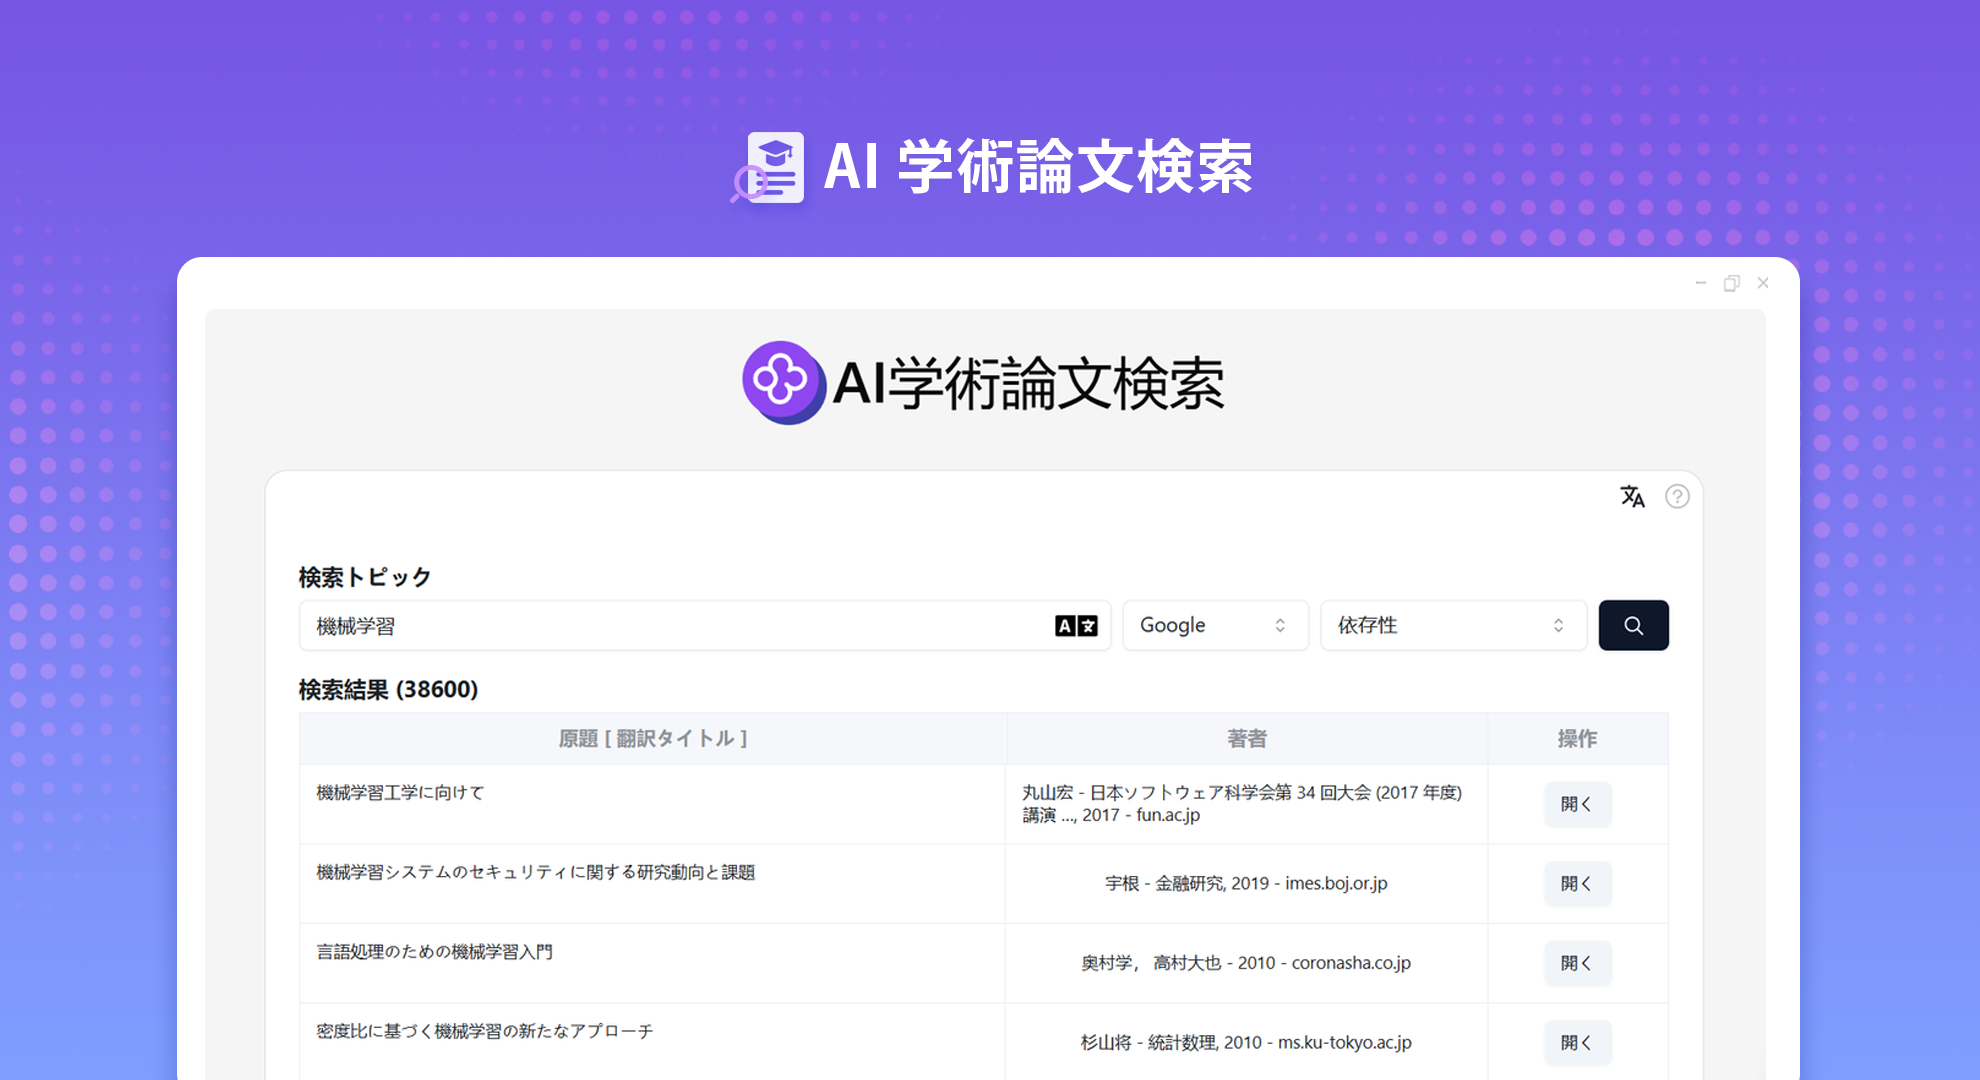 AI 学術論文検索
AI学術論文検索
検索トピック
機械学習
Google
依存性
検索結果 (38600)
原題 [ 翻訳タイトル ]
著者
操作
機械学習工学に向けて
丸山宏 - 日本ソフトウェア科学会第 34 回大会 (2017 年度)
講演 ..., 2017 - fun.ac.jp
開く
機械学習システムのセキュリティに関する研究動向と課題
宇根 - 金融研究, 2019 - imes.boj.or.jp
開く
言語処理のための機械学習入門
奥村学， 高村大也 - 2010 - coronasha.co.jp
開く
密度比に基づく機械学習の新たなアプローチ
杉山将 - 統計数理, 2010 - ms.ku-tokyo.ac.jp
開く